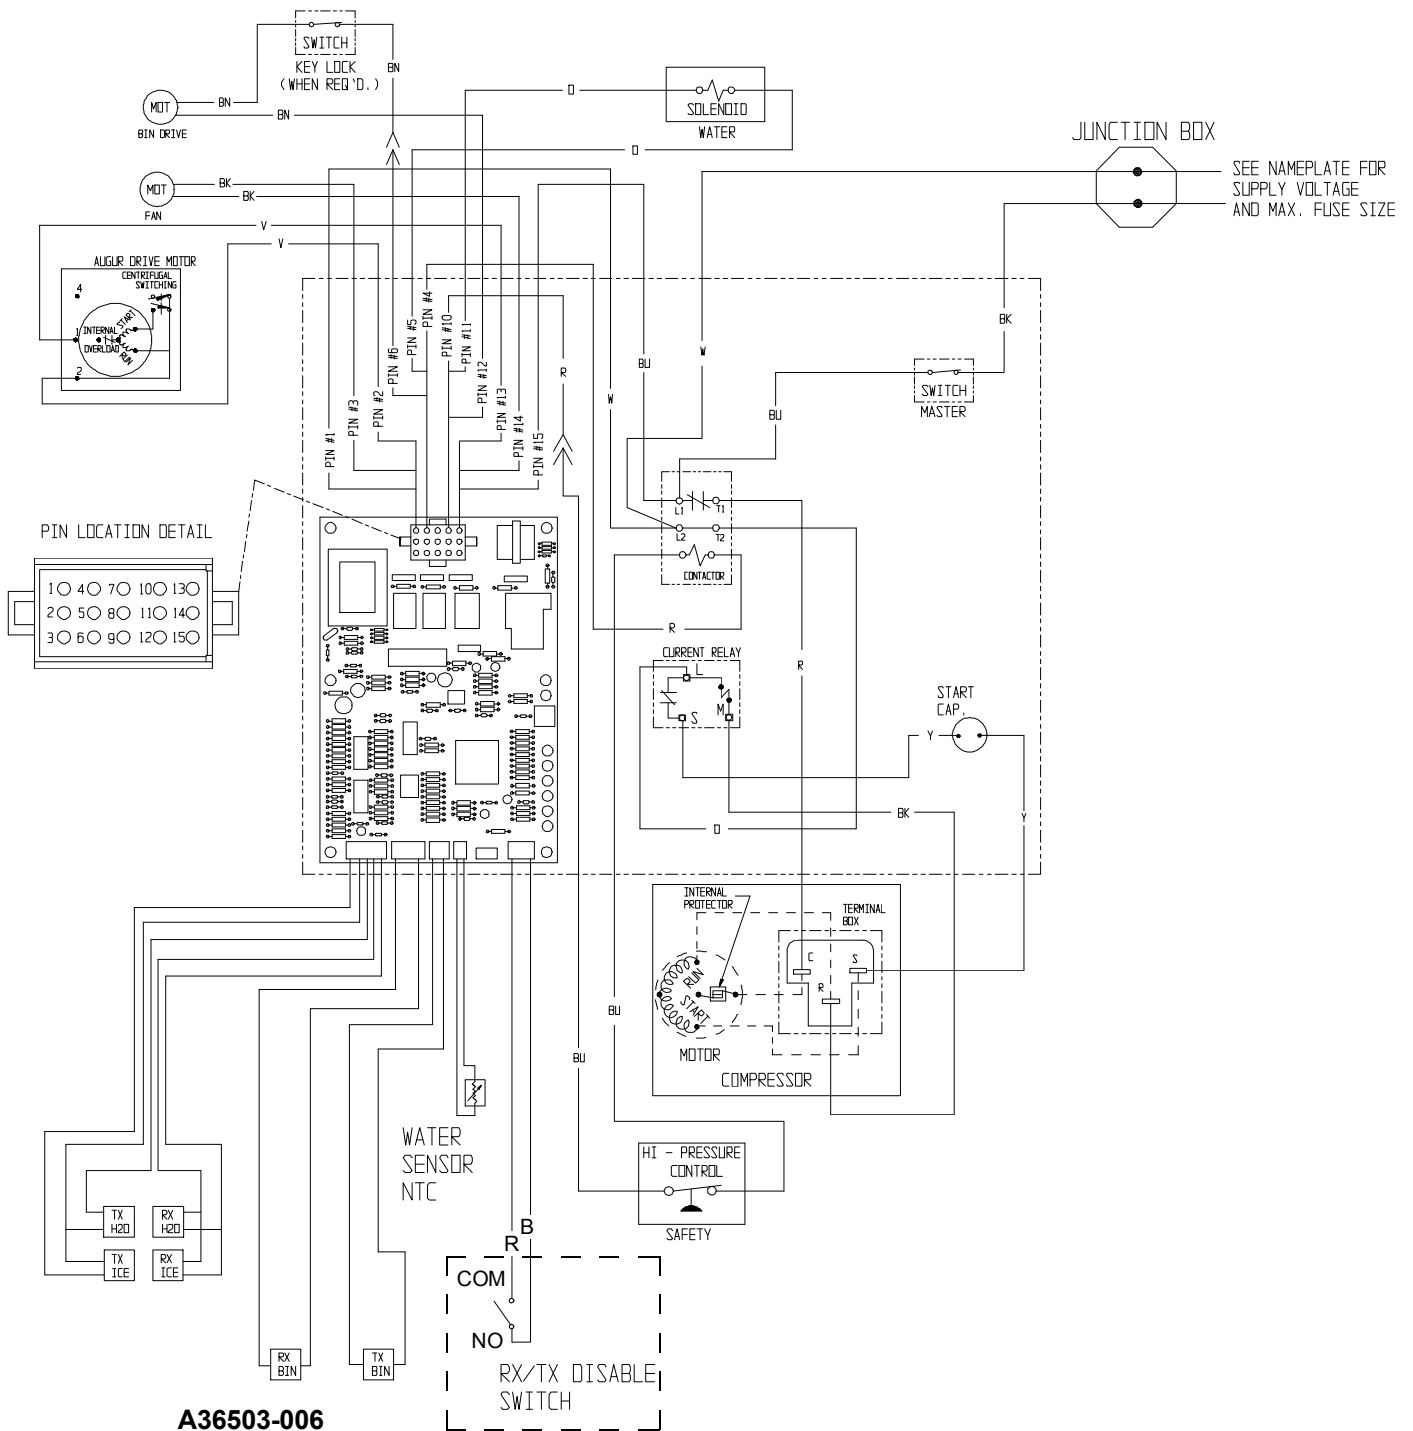 SWITCH
KEY LOCK
(WHEN REQ'D.)
BN
MOT
BN
BN
BIN DRIVE
MOT
BK
BK
FAN
V
V
O
SOLENOID
WATER
O
JUNCTION BOX
SEE NAMEPLATE FOR
SUPPLY VOLTAGE
AND MAX. FUSE SIZE
AUGUR DRIVE MOTOR
CENTRIFUGAL
SWITCHING
4
1
2
INTERNAL
OVERLOAD
START
RUN
PIN #1
PIN #3
PIN #2
PIN #6
PIN #5
PIN #4
PIN #10
PIN #11
PIN #12
PIN #13
PIN #14
PIN #15
R
W
BU
W
BU
BK
SWITCH
MASTER
L1
T1
L2
T2
CONTACTOR
PIN LOCATION DETAIL
1 4 7 10 13
2 5 8 11 14
3 6 9 12 15
R
R
CURRENT RELAY
L
S
M
START
CAP.
Y
Y
BK
O
INTERNAL
PROTECTOR
TERMINAL
BOX
C
S
R
RUN
START
MOTOR
COMPRESSOR
BU
BU
HI - PRESSURE
CONTROL
SAFETY
WATER
SENSOR
NTC
TX
H2O
RX
H2O
TX
ICE
RX
ICE
RX
BIN
TX
BIN
B
R
COM
NO
RX/TX DISABLE
SWITCH
A36503-006